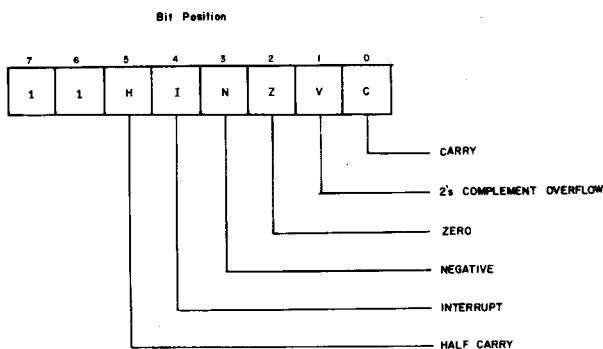 Bit Position
7 6 5 4 3 2 1 0
1 1 H I N Z V C
CARRY
2's COMPLEMENT OVERFLOW
ZERO
NEGATIVE
INTERRUPT
HALF CARRY